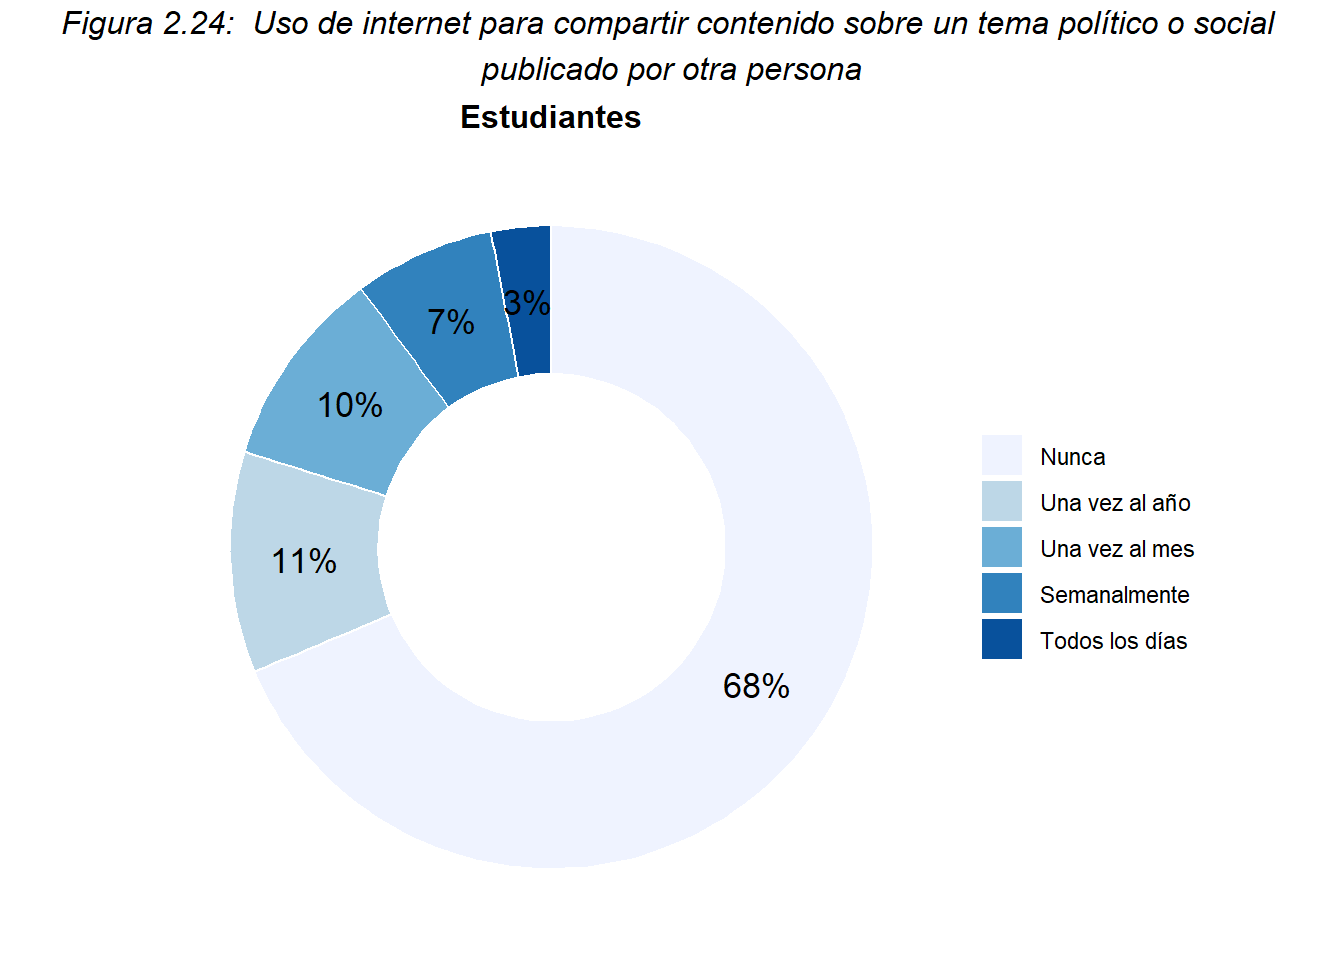 Figura 2.24:  Uso de internet para compartir contenido sobre un tema político o social
publicado por otra persona
Estudiantes
3%
7%
10%
11%
68%
Nunca
Una vez al año
Una vez al mes
Semanalmente
Todos los días